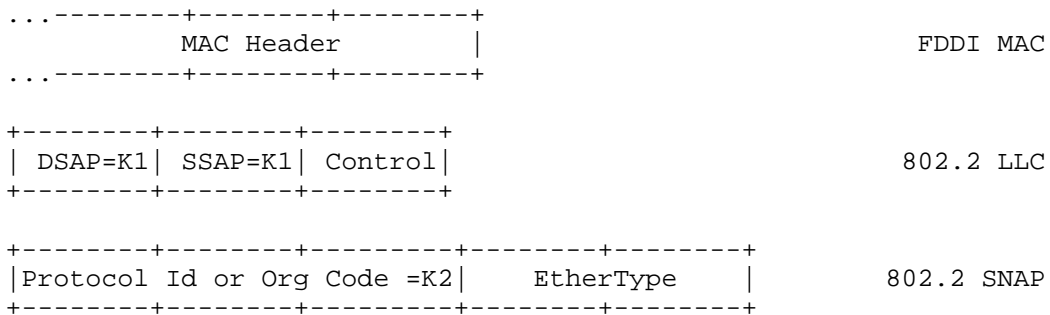 ...--------+--------+--------+
MAC Header | FDDI MAC
...--------+--------+--------+
+--------+--------+--------+
| DSAP=K1| SSAP=K1| Control| 802.2 LLC
+--------+--------+--------+
+--------+--------+---------+--------+--------+
|Protocol Id or Org Code =K2| EtherType | 802.2 SNAP
+--------+--------+---------+--------+--------+